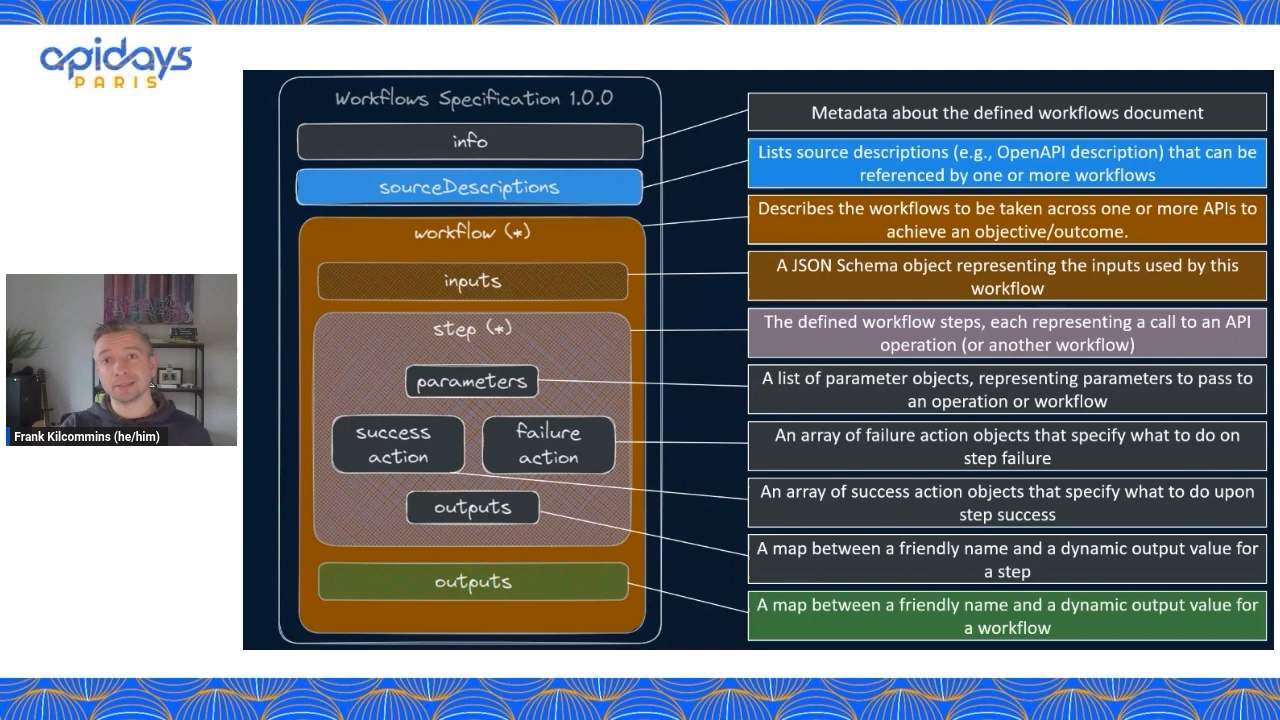 apidays
PARIS
Workflows Specification 1.0.0
info
sourceDescriptions
workflow (*)
inputs
step (*)
parameters
success
action
failure
action
outputs
outputs
Metadata about the defined workflows document
Lists source descriptions (e.g., OpenAPI description) that can be
referenced by one or more workflows
Describes the workflows to be taken across one or more APIs to
achieve an objective/outcome.
A JSON Schema object representing the inputs used by this
workflow
The defined workflow steps, each representing a call to an API
operation (or another workflow)
A list of parameter objects, representing parameters to pass to
an operation or workflow
An array of failure action objects that specify what to do on
step failure
An array of success action objects that specify what to do upon
step success
A map between a friendly name and a dynamic output value for
a step
A map between a friendly name and a dynamic output value for
a workflow
Frank Kilcommins (he/him)